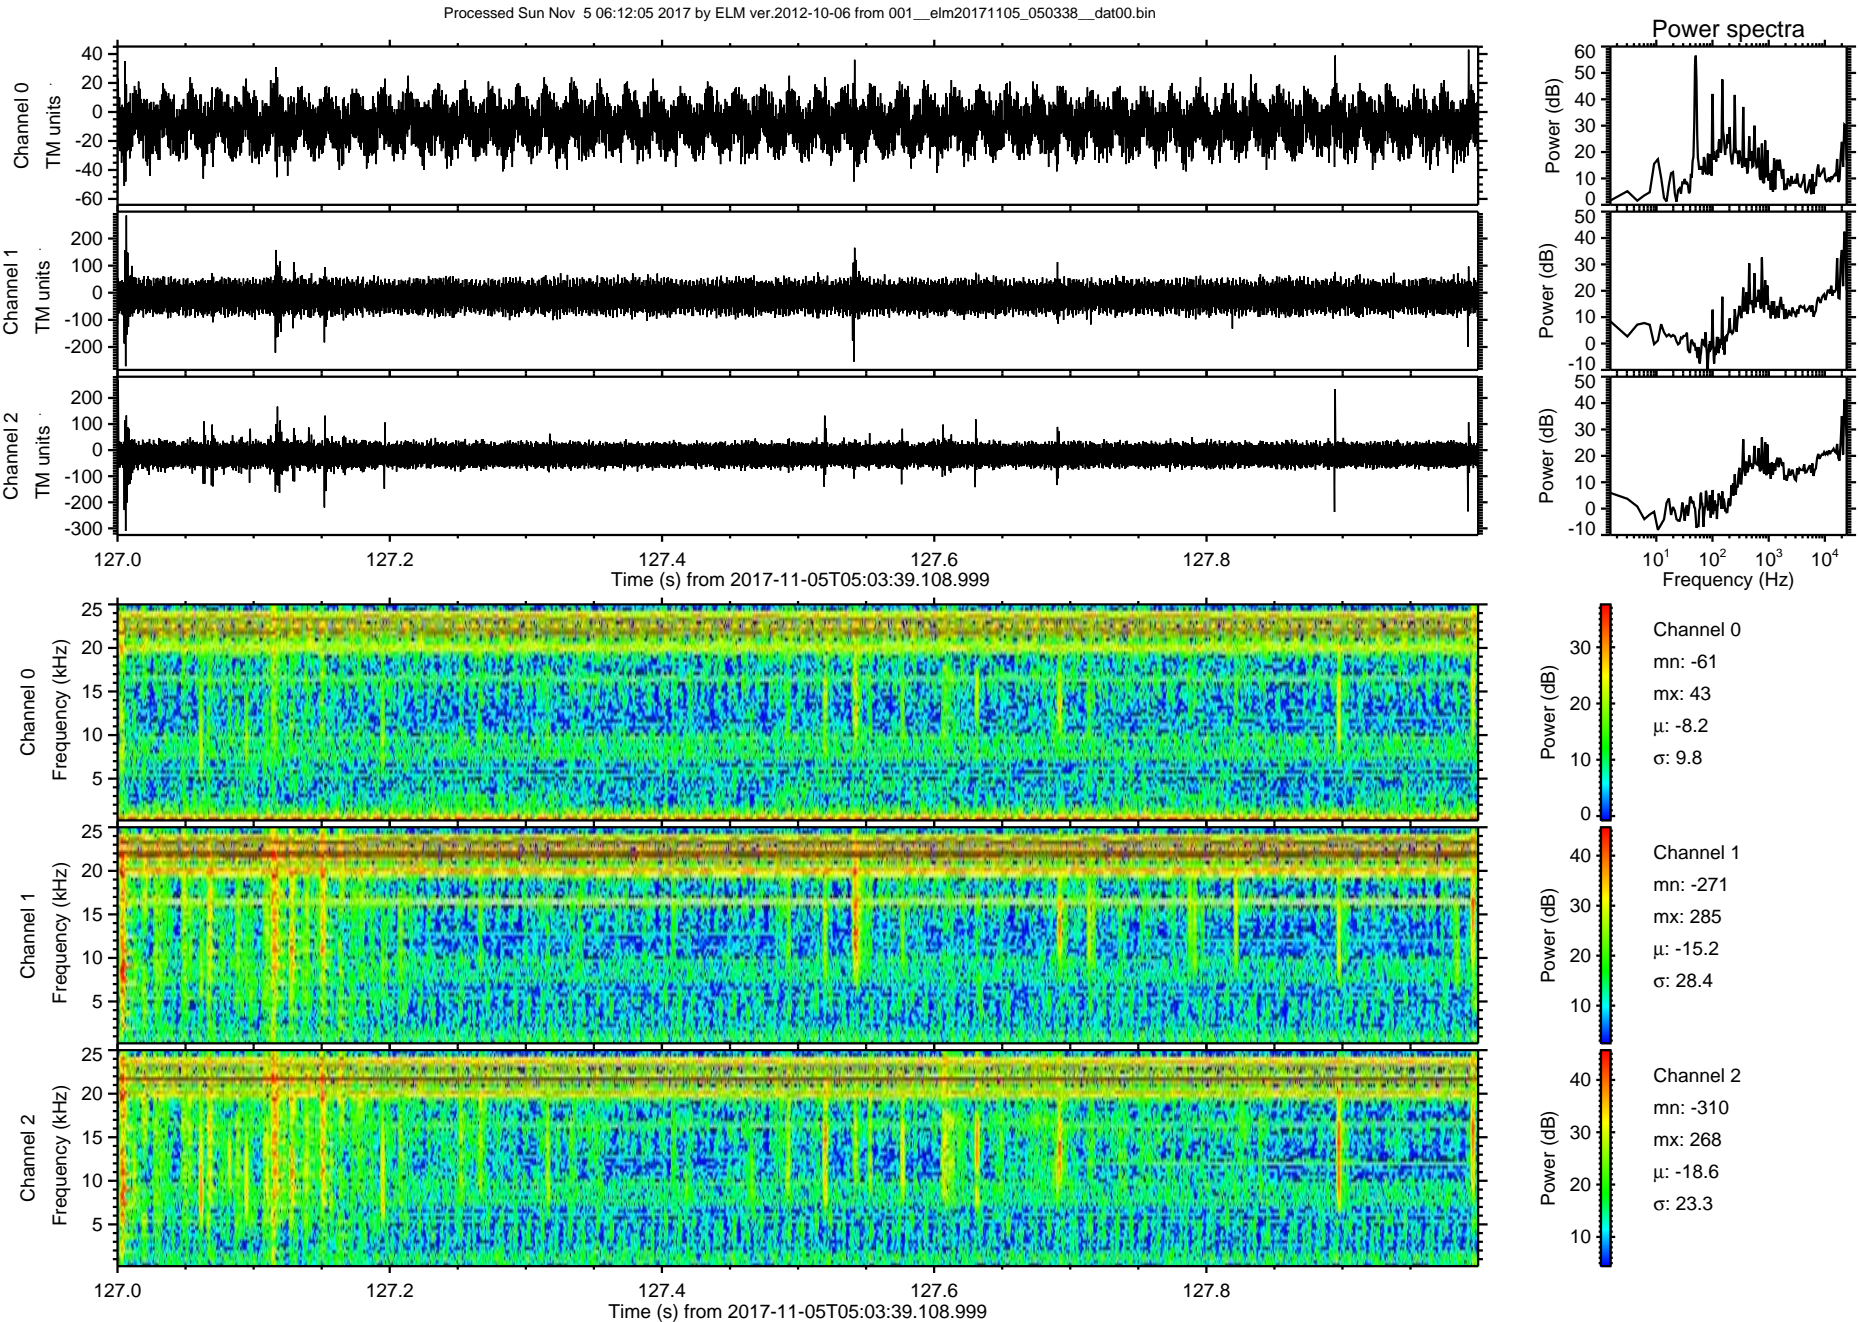 Processed Sun Nov  5 06:12:05 2017 by ELM ver.2012-10-06 from 001__elm20171105_050338__dat00.bin
Power spectra
Channel 0
TM units
40
20
0
-20
-40
-60
Power (dB)
60
50
40
30
20
10
0
Channel 1
TM units
200
100
0
-100
-200
Power (dB)
50
40
30
20
10
0
-10
Channel 2
TM units
200
100
0
-100
-200
-300
Power (dB)
50
40
30
20
10
0
-10
127.0 127.2 127.4 127.6 127.8
Time (s) from 2017-11-05T05:03:39.108.999
10^1 10^2 10^3 10^4
Frequency (Hz)
Channel 0
Frequency (kHz)
25
20
15
10
5
Power (dB)
30
20
10
0
Channel 0
mn: -61
mx: 43
μ: -8.2
σ: 9.8
Channel 1
Frequency (kHz)
25
20
15
10
5
Power (dB)
40
30
20
10
Channel 1
mn: -271
mx: 285
μ: -15.2
σ: 28.4
Channel 2
Frequency (kHz)
25
20
15
10
5
Power (dB)
40
30
20
10
Channel 2
mn: -310
mx: 268
μ: -18.6
σ: 23.3
127.0 127.2 127.4 127.6 127.8
Time (s) from 2017-11-05T05:03:39.108.999